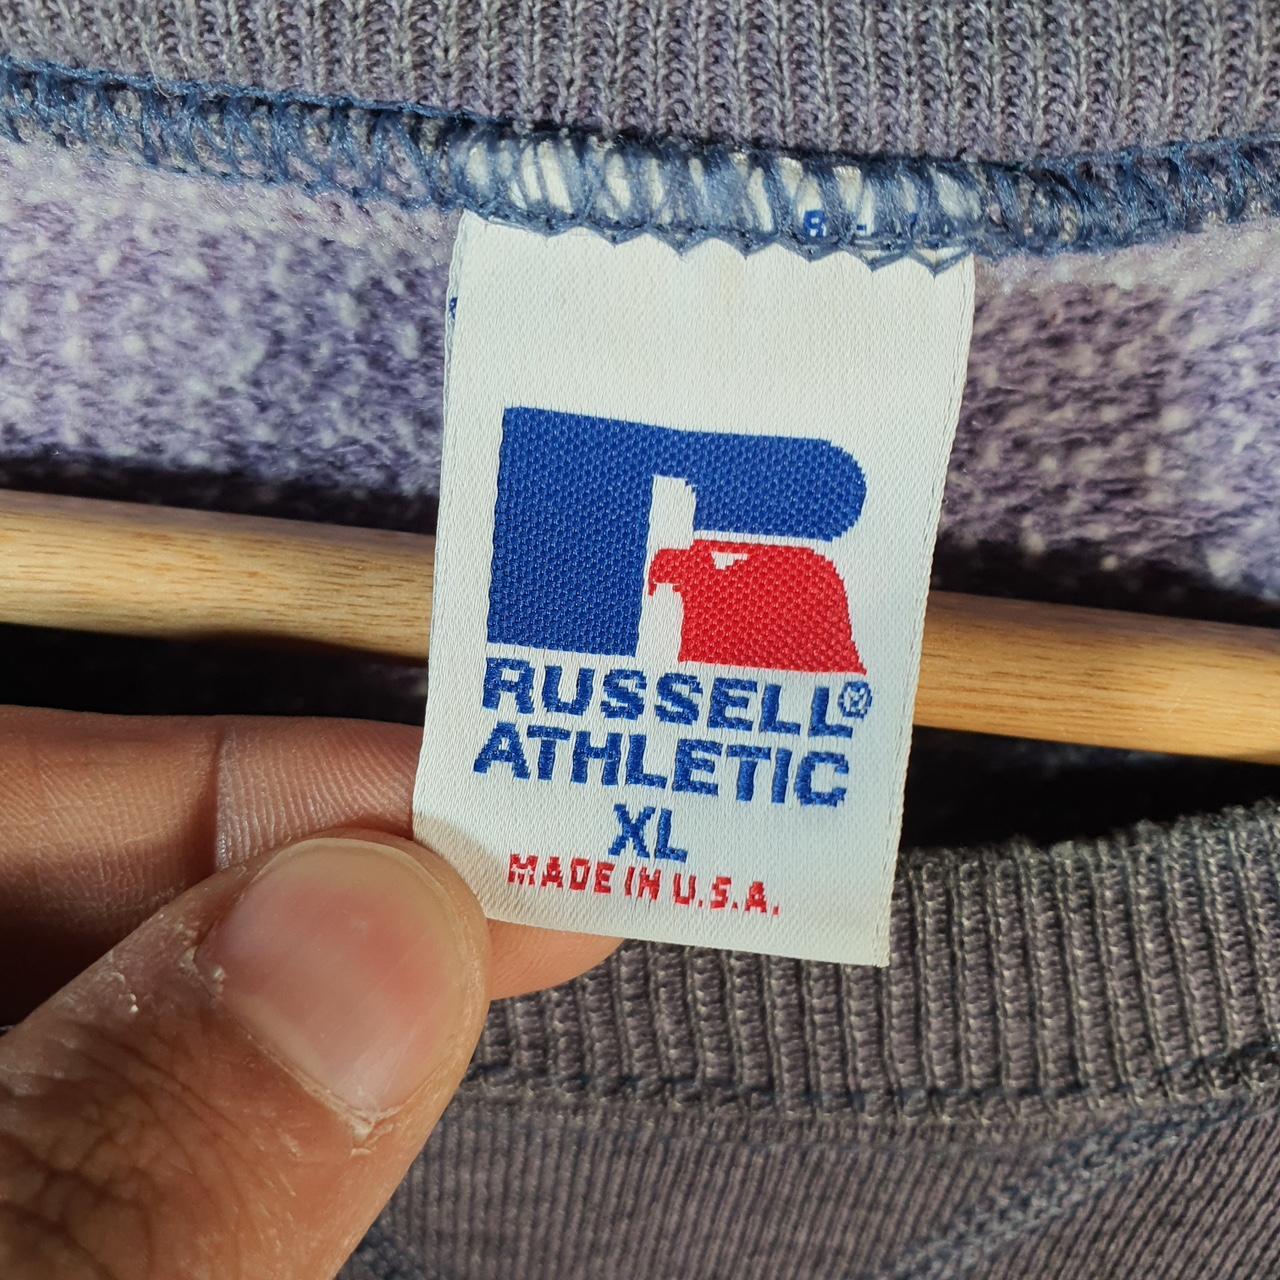 RUSSELL®
ATHLETIC
XL
MADE IN U.S.A.